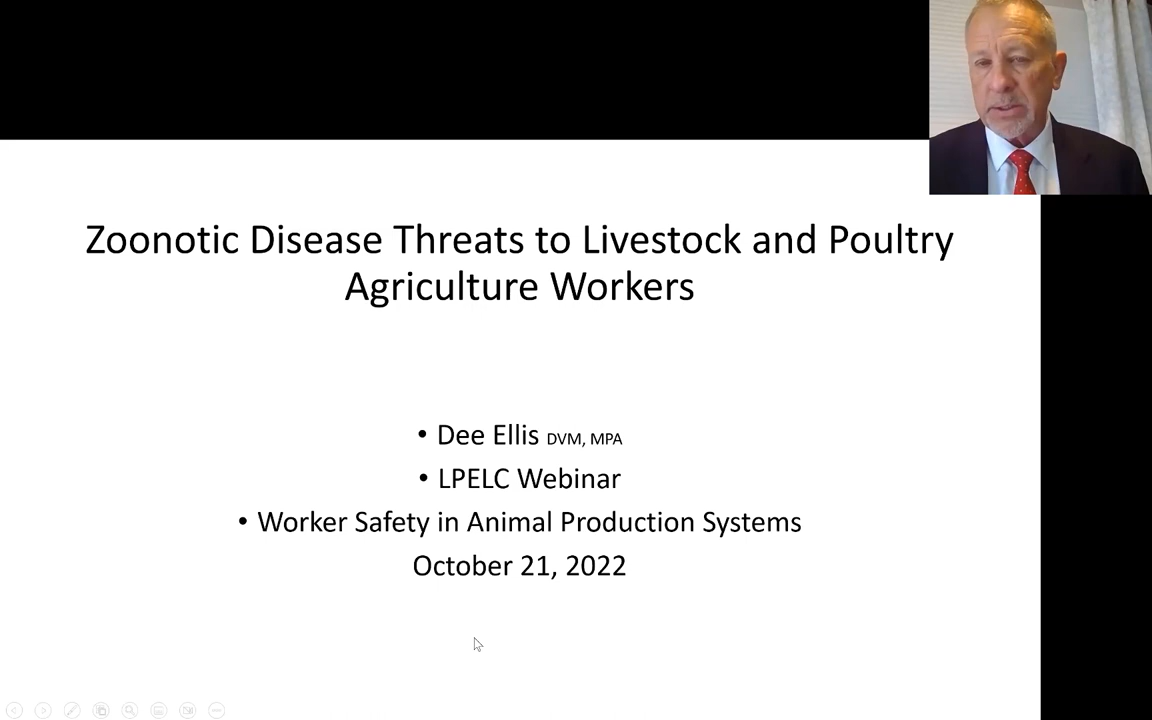 Zoonotic Disease Threats to Livestock and Poultry
Agriculture Workers
• Dee Ellis DVM, MPA
• LPELC Webinar
• Worker Safety in Animal Production Systems
October 21, 2022